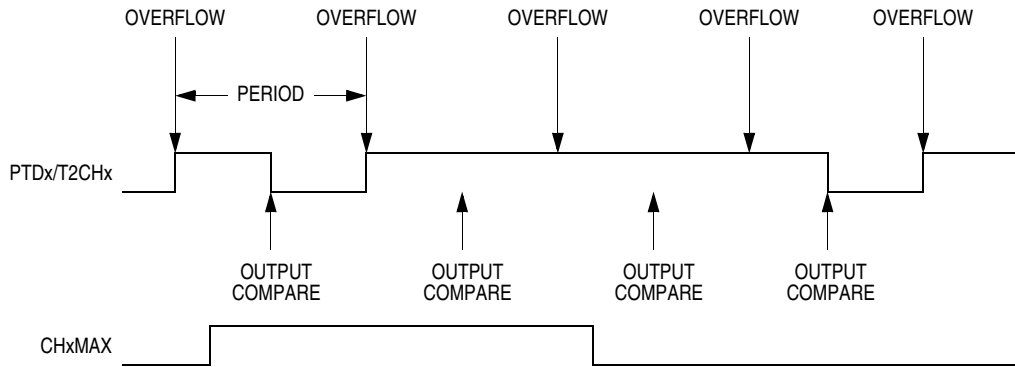 OVERFLOW OVERFLOW OVERFLOW OVERFLOW OVERFLOW
PERIOD
PTDx/T2CHx
OUTPUT OUTPUT OUTPUT OUTPUT
COMPARE COMPARE COMPARE COMPARE
CHxMAX